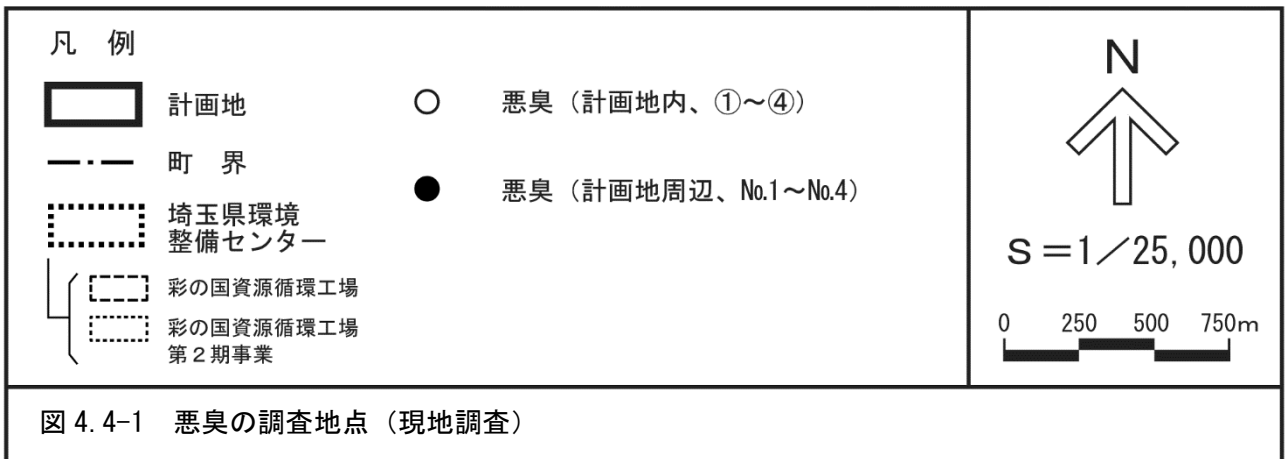 凡 例
計画地
町 界
埼玉県環境
整備センター
彩の国資源循環工場
彩の国資源循環工場
第２期事業
○ 悪臭（計画地内、①～④）
● 悪臭（計画地周辺、№1～№4）
N
S＝1／25,000
0 250 500 750m
図 4.4-1 悪臭の調査地点（現地調査）